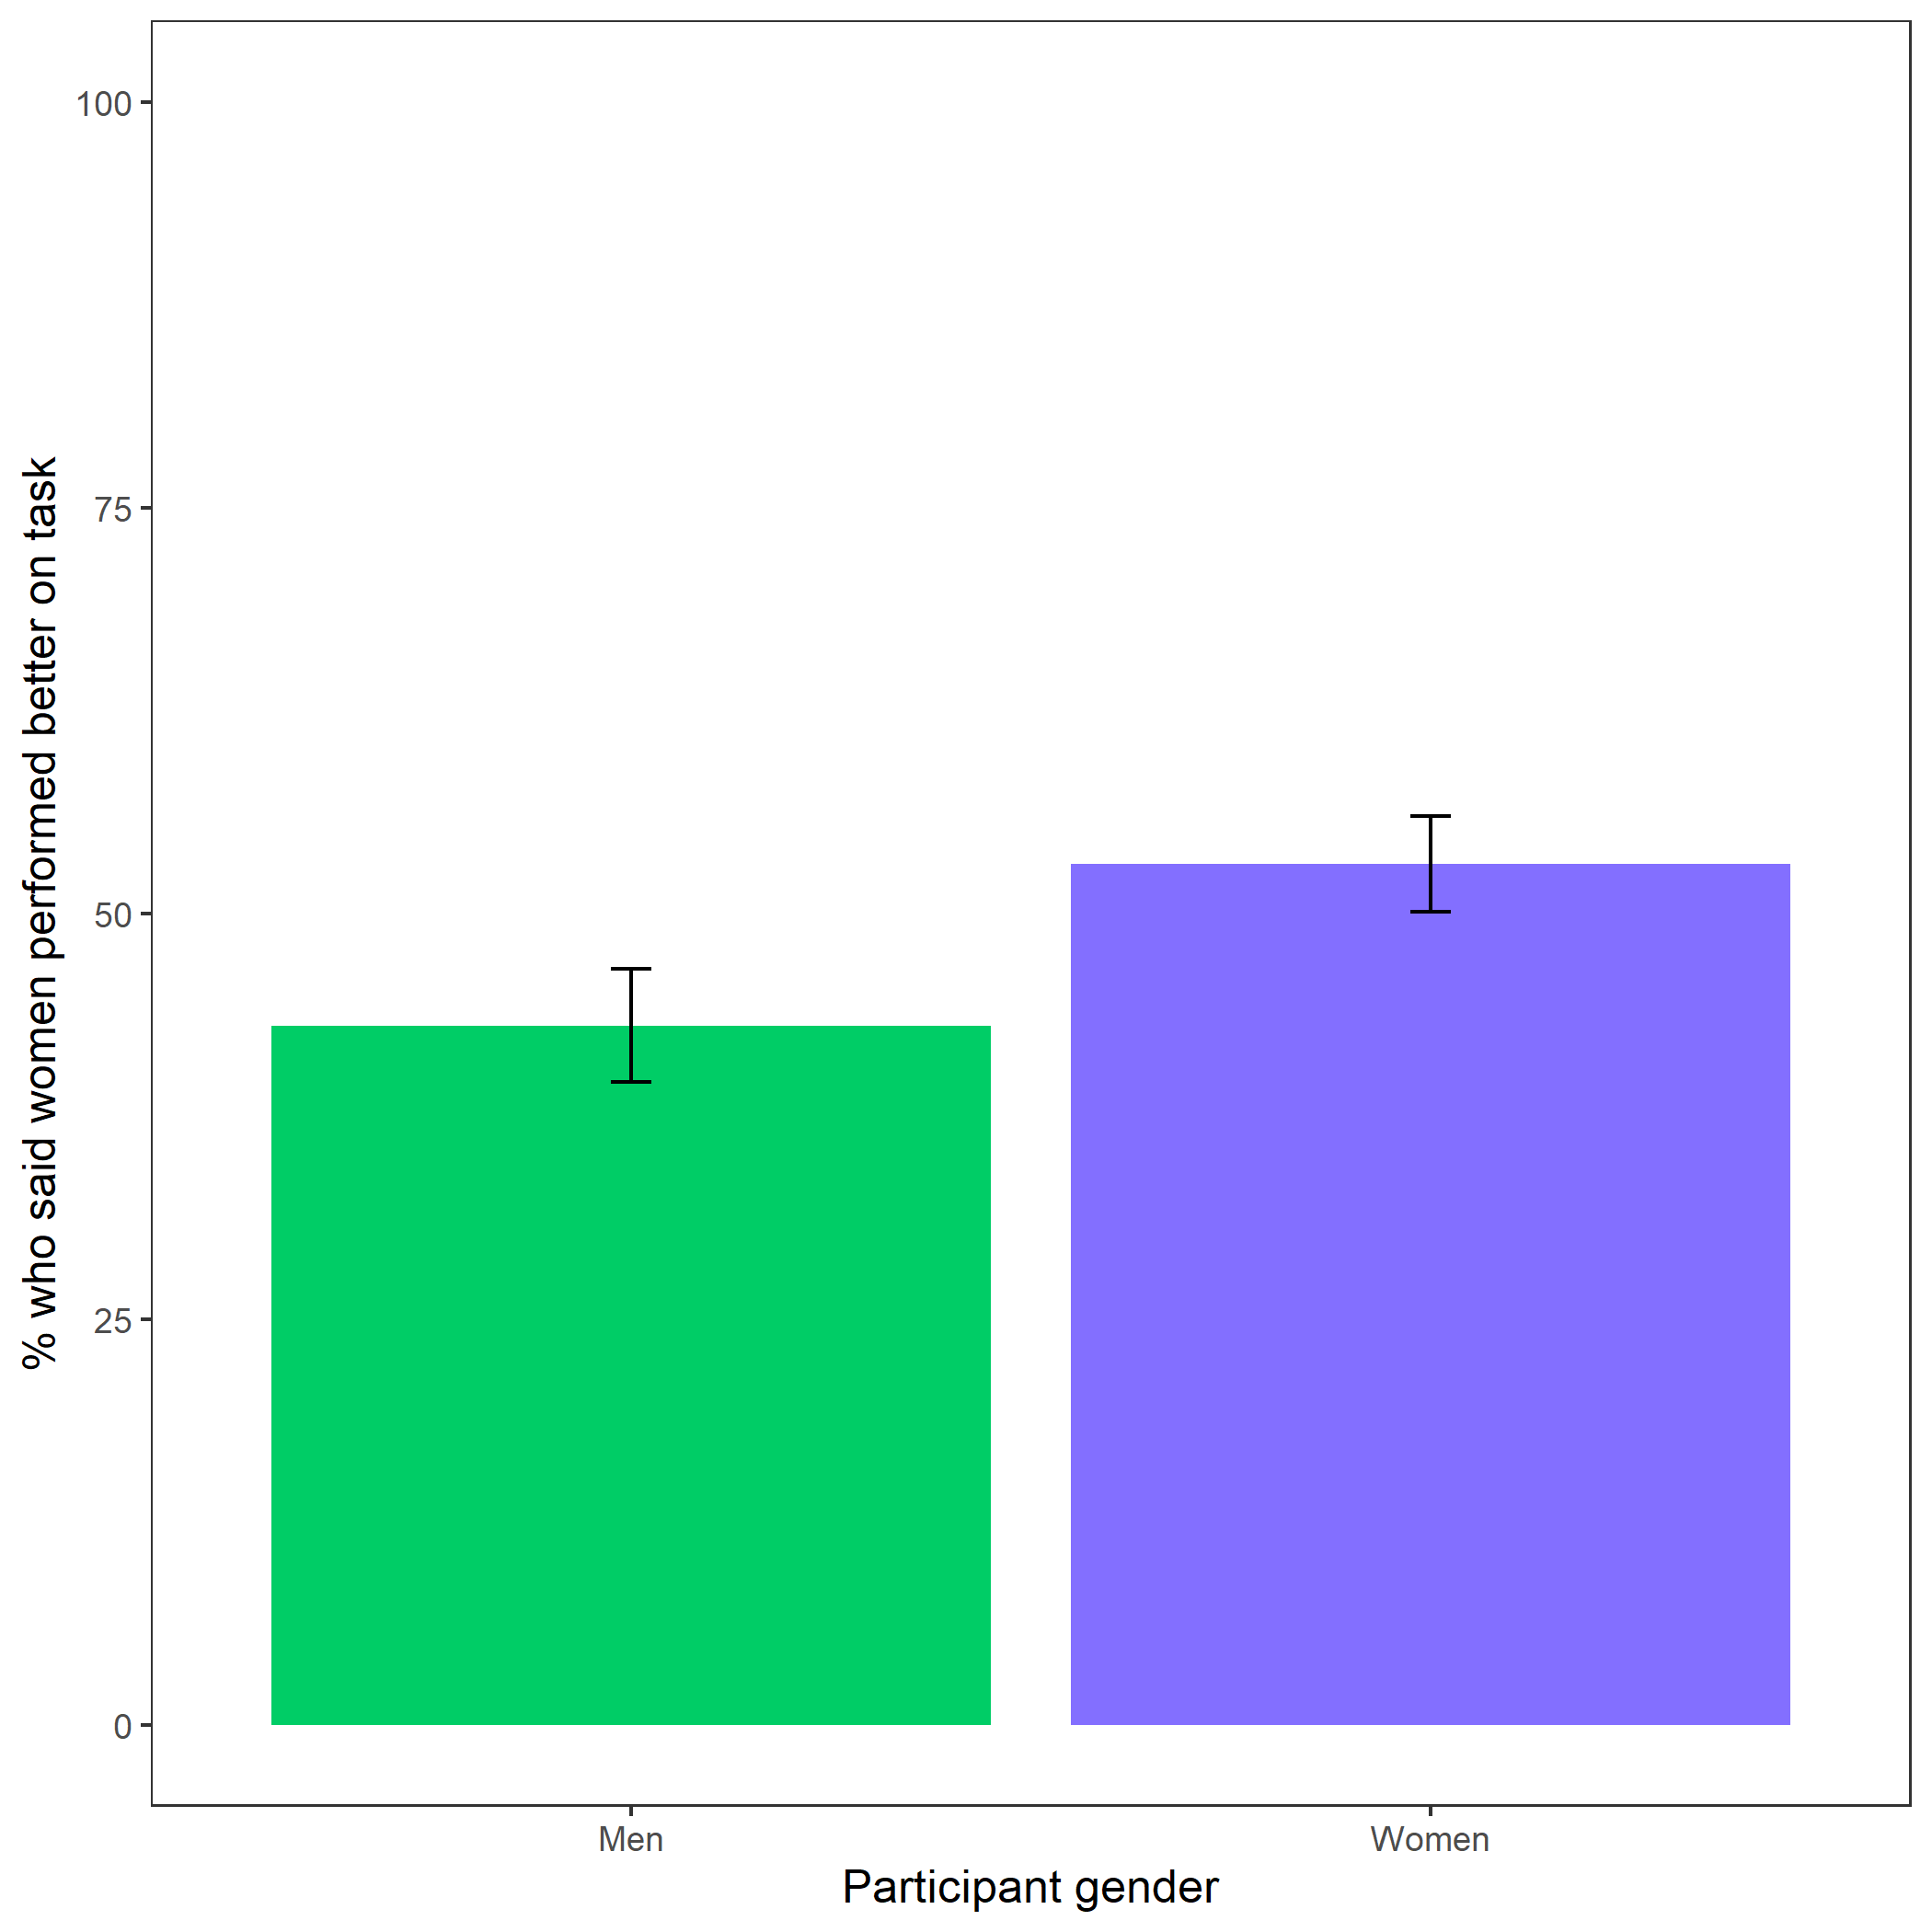 % who said women performed better on task
100
75
50
25
0
Men
Women
Participant gender